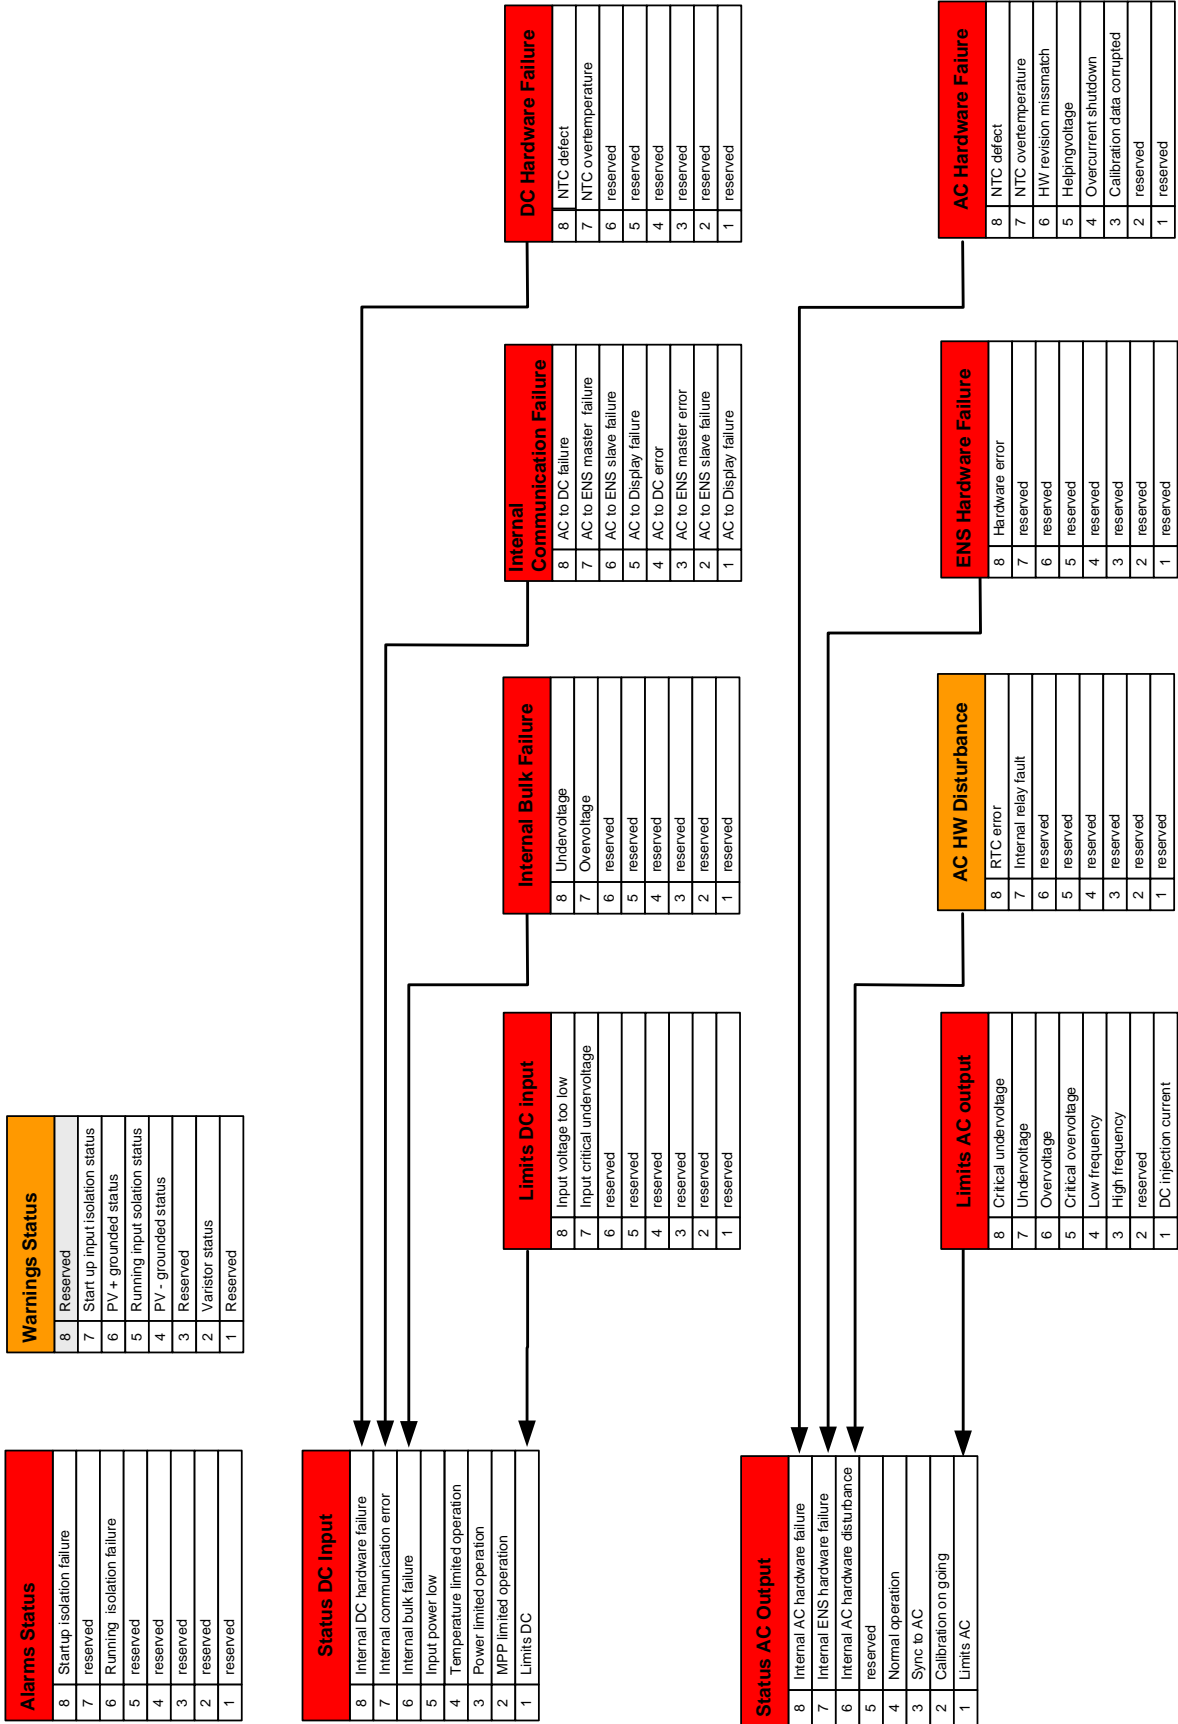 Alarms Status
8 Startup isolation failure
7 reserved
6 Running isolation failure
5 reserved
4 reserved
3 reserved
2 reserved
1 reserved
Warnings Status
8 Reserved
7 Start up input isolation status
6 PV + grounded status
5 Running input solation status
4 PV - grounded status
3 Reserved
2 Varistor status
1 Reserved
Status DC Input
8 Internal DC hardware failure
7 Internal communication error
6 Internal bulk failure
5 Input power low
4 Temperature limited operation
3 Power limited operation
2 MPP limited operation
1 Limits DC
Limits DC input
8 Input voltage too low
7 Input critical undervoltage
6 reserved
5 reserved
4 reserved
3 reserved
2 reserved
1 reserved
Internal Bulk Failure
8 Undervoltage
7 Overvoltage
6 reserved
5 reserved
4 reserved
3 reserved
2 reserved
1 reserved
Internal
Communication Failure
8 AC to DC failure
7 AC to ENS master failure
6 AC to ENS slave failure
5 AC to Display failure
4 AC to DC error
3 AC to ENS master error
2 AC to ENS slave failure
1 AC to Display failure
DC Hardware Failure
8 NTC defect
7 NTC overtemperature
6 reserved
5 reserved
4 reserved
3 reserved
2 reserved
1 reserved
Status AC Output
8 Internal AC hardware failure
7 Internal ENS hardware failure
6 Internal AC hardware disturbance
5 reserved
4 Nomal operation
3 Sync to AC
2 Calibration on going
1 Limits AC
Limits AC output
8 Critical undervoltage
7 Undervoltage
6 Overvoltage
5 Critical overvoltage
4 Low frequency
3 High frequency
2 reserved
1 DC injection current
AC HW Disturbance
8 RTC error
7 Internal relay fault
6 reserved
5 reserved
4 reserved
3 reserved
2 reserved
1 reserved
ENS Hardware Failure
8 Hardware error
7 reserved
6 reserved
5 reserved
4 reserved
3 reserved
2 reserved
1 reserved
AC Hardware Faiure
8 NTC defect
7 NTC overtemperature
6 HW revision missmatch
5 Helpingvoltage
4 Overcurrent shutdown
3 Calibration data corrupted
2 reserved
1 reserved